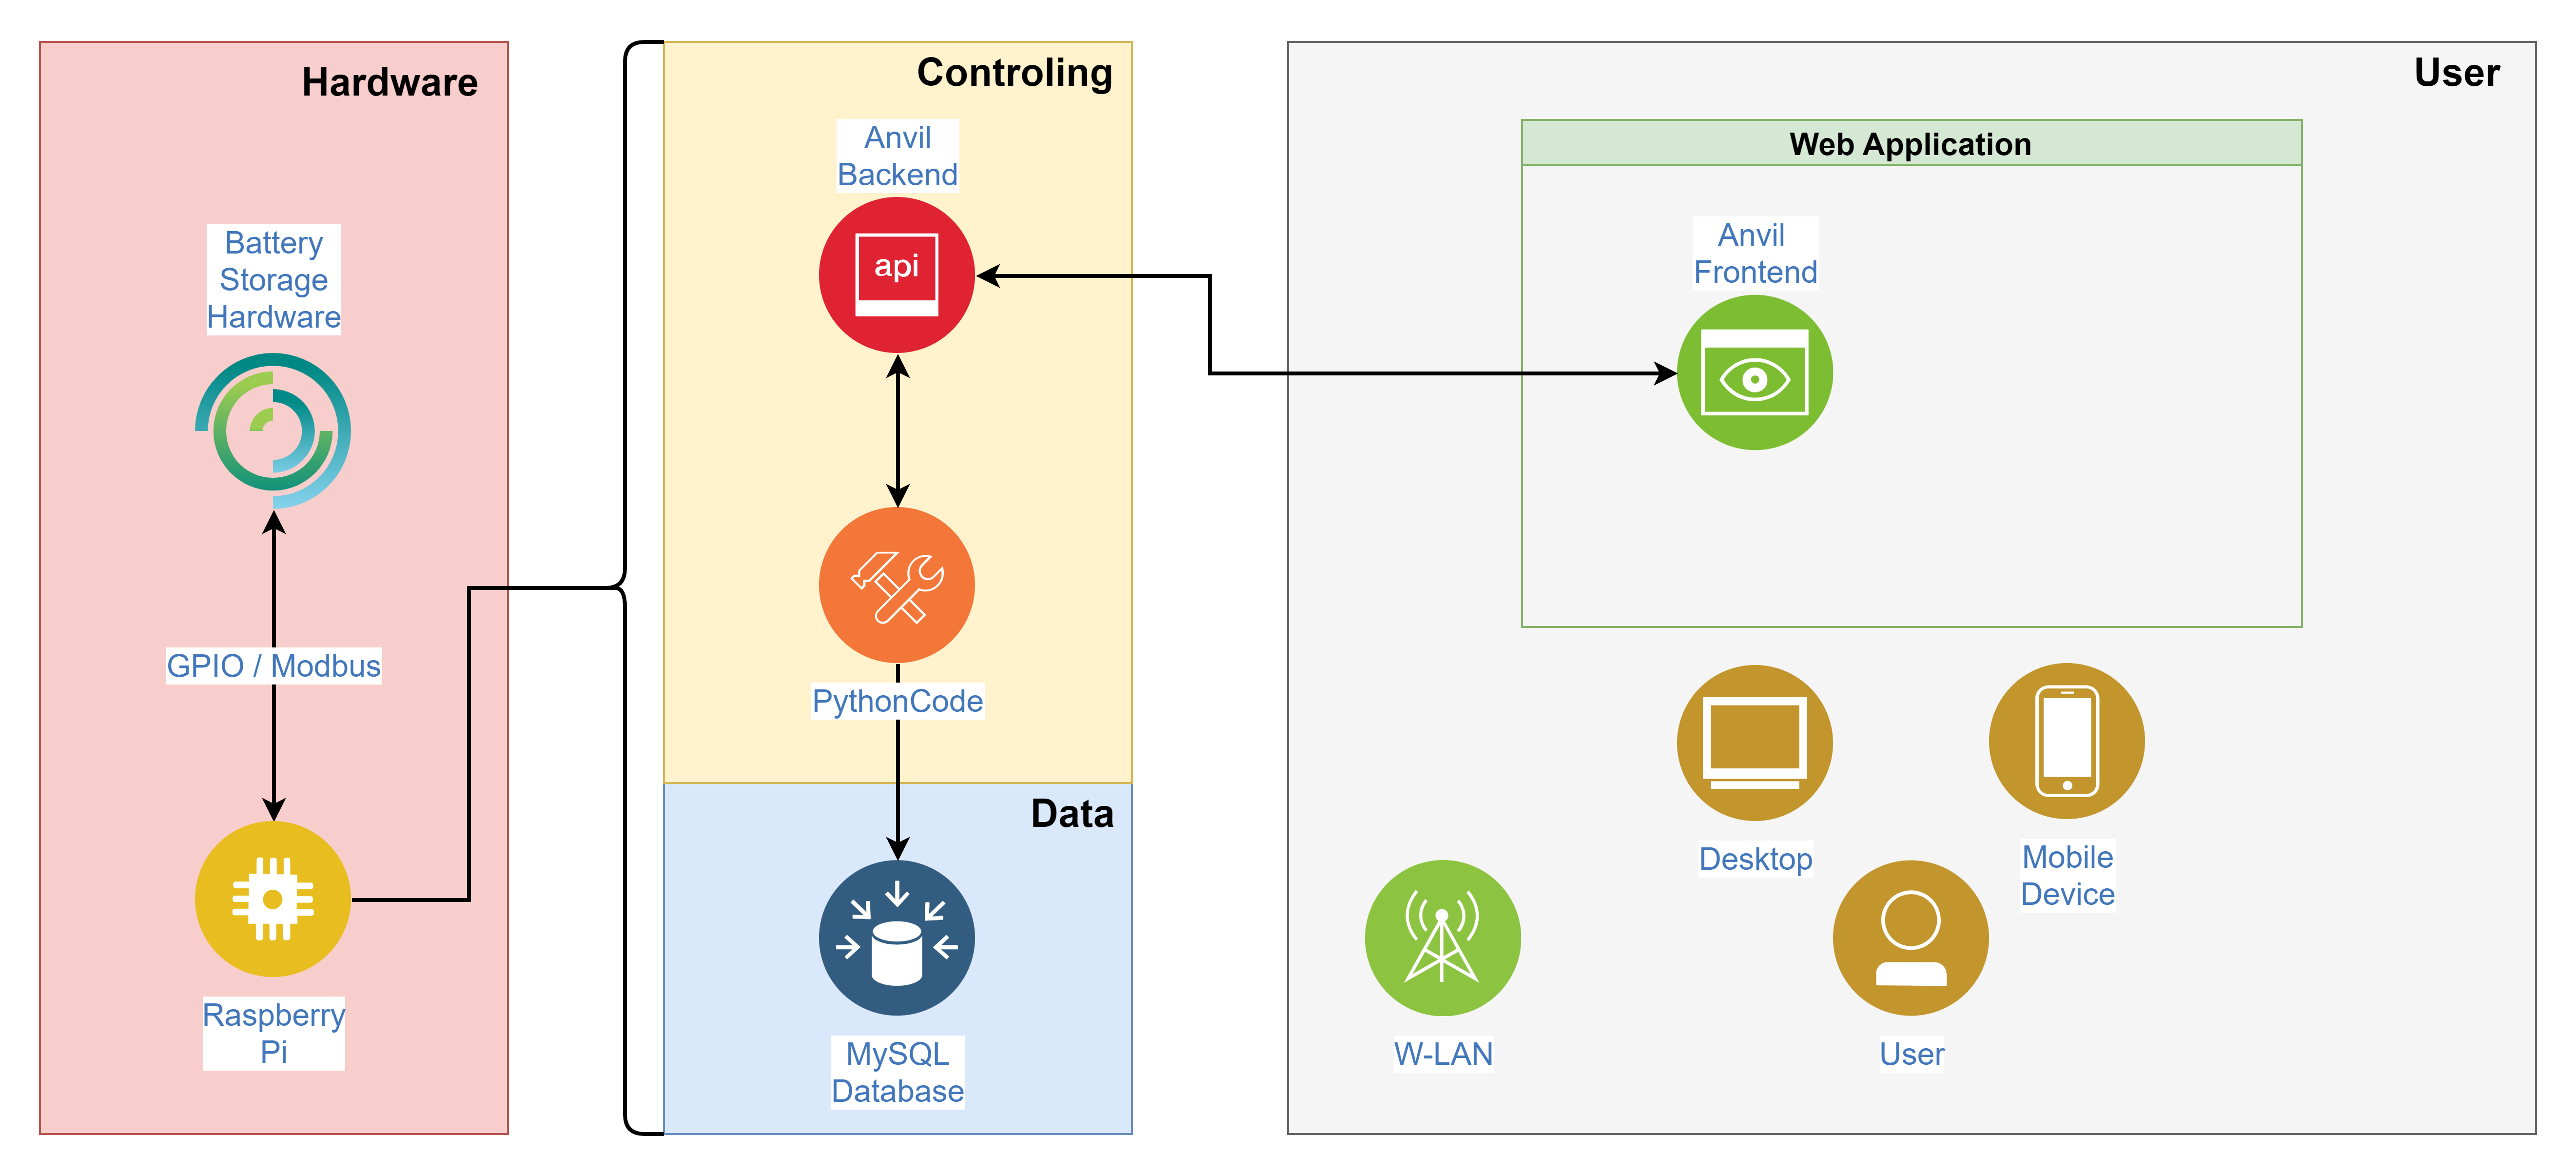 Hardware
Battery
Storage
Hardware
GPIO / Modbus
Raspberry
Pi
Controling
Anvil
Backend
api
PythonCode
Data
MySQL
Database
User
Web Application
Anvil
Frontend
Desktop
Mobile
Device
W-LAN
User